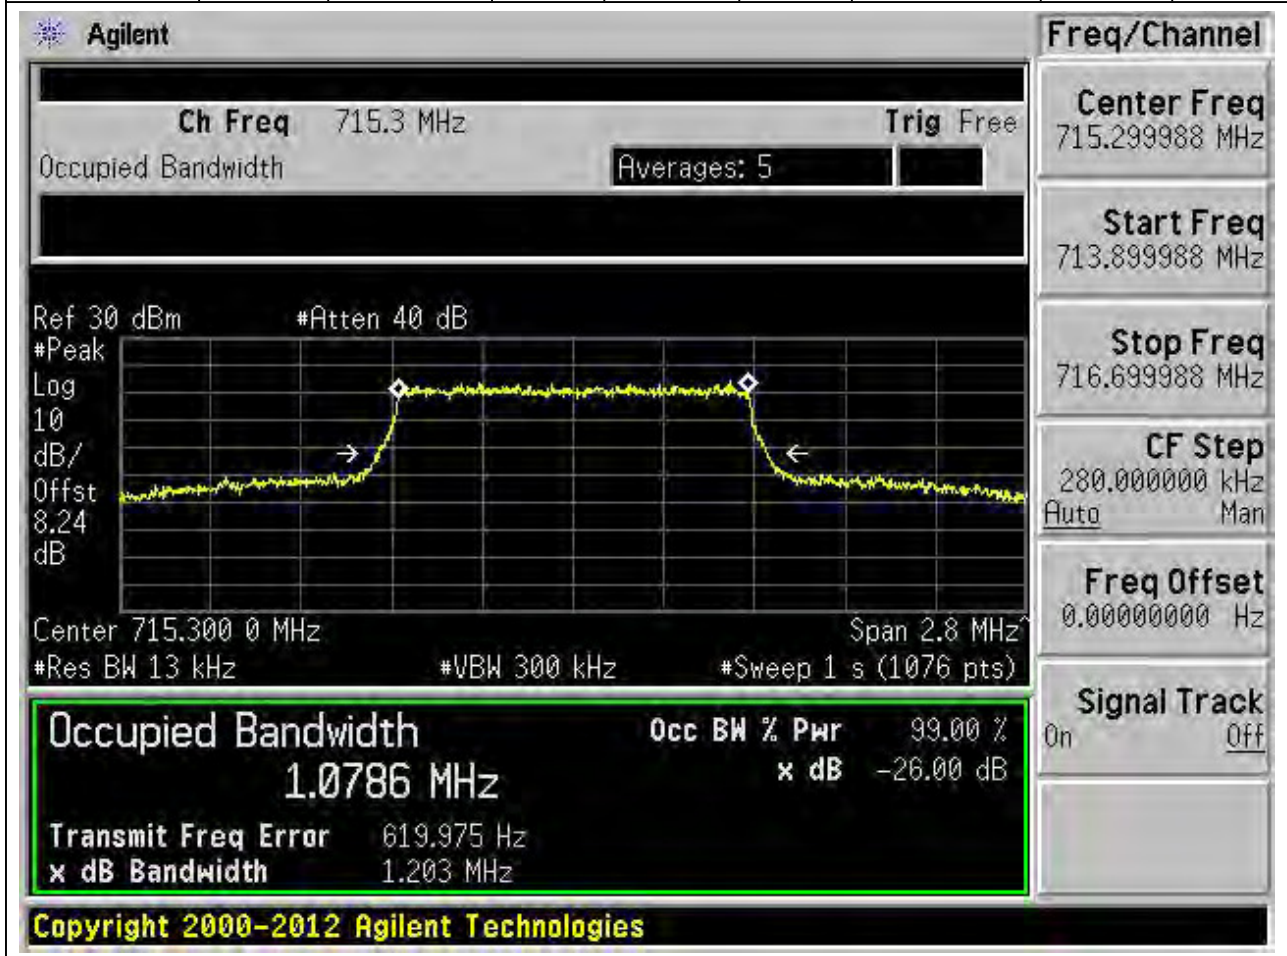 Agilent
Freq/Channel
Ch Freq 715.3 MHz Trig Free
Occupied Bandwidth Averages: 5
Center Freq
715.299988 MHz
Start Freq
713.899988 MHz
Stop Freq
716.699988 MHz
CF Step
280.000000 kHz
Auto Man
Freq Offset
0.00000000 Hz
Signal Track
On Off
Ref 30 dBm #Atten 40 dB
#Peak
Log
10
dB/
Offst
8.24
dB
Center 715.300 0 MHz Span 2.8 MHz^
#Res BW 13 kHz #VBW 300 kHz #Sweep 1 s (1076 pts)
Occupied Bandwidth
1.0786 MHz
Occ BW % Pwr 99.00 %
x dB -26.00 dB
Transmit Freq Error 619.975 Hz
x dB Bandwidth 1.203 MHz
Copyright 2000-2012 Agilent Technologies